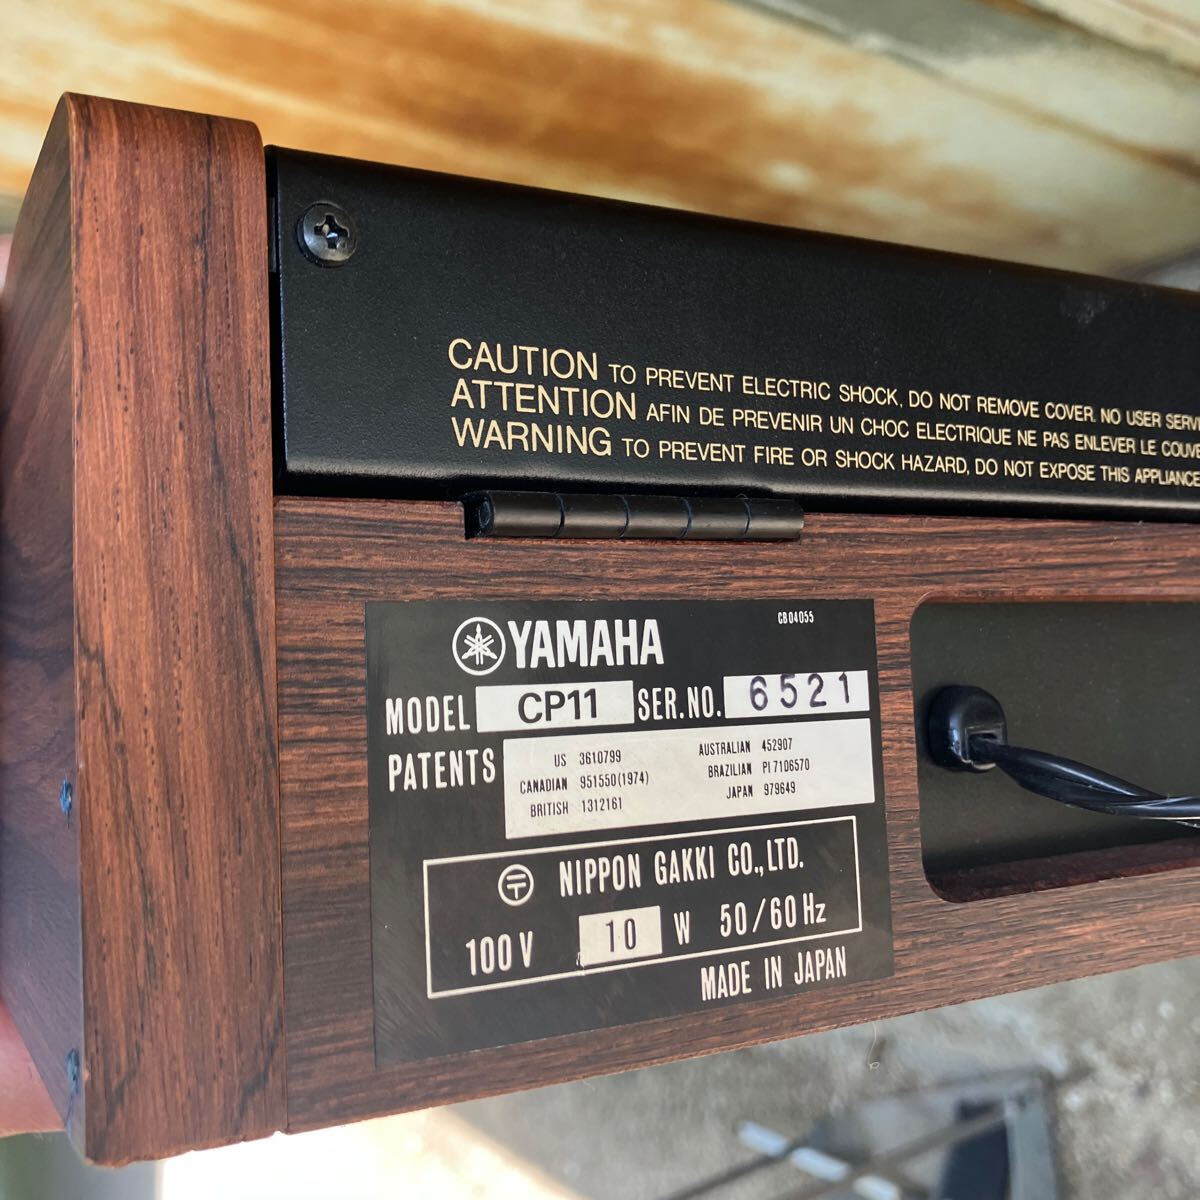 CAUTION TO PREVENT ELECTRIC SHOCK, DO NOT REMOVE COVER. NO USER
ATTENTION AFIN DE PREVENIR UN CHOC ELECTRIQUE NE PAS ENLEVER LE
WARNING TO PREVENT FIRE OR SHOCK HAZARD, DO NOT EXPOSE THIS APPLIANCE
CB04055
YAMAHA
MODEL CP11 SER.NO. 6521
PATENTS
US 3610799 AUSTRALIAN 452907
CANADIAN 951550(1974) BRAZILIAN PI 7106570
BRITISH 1312161 JAPAN 979649
〒 NIPPON GAKKI CO.,LTD.
100V 10 W 50/60Hz
MADE IN JAPAN